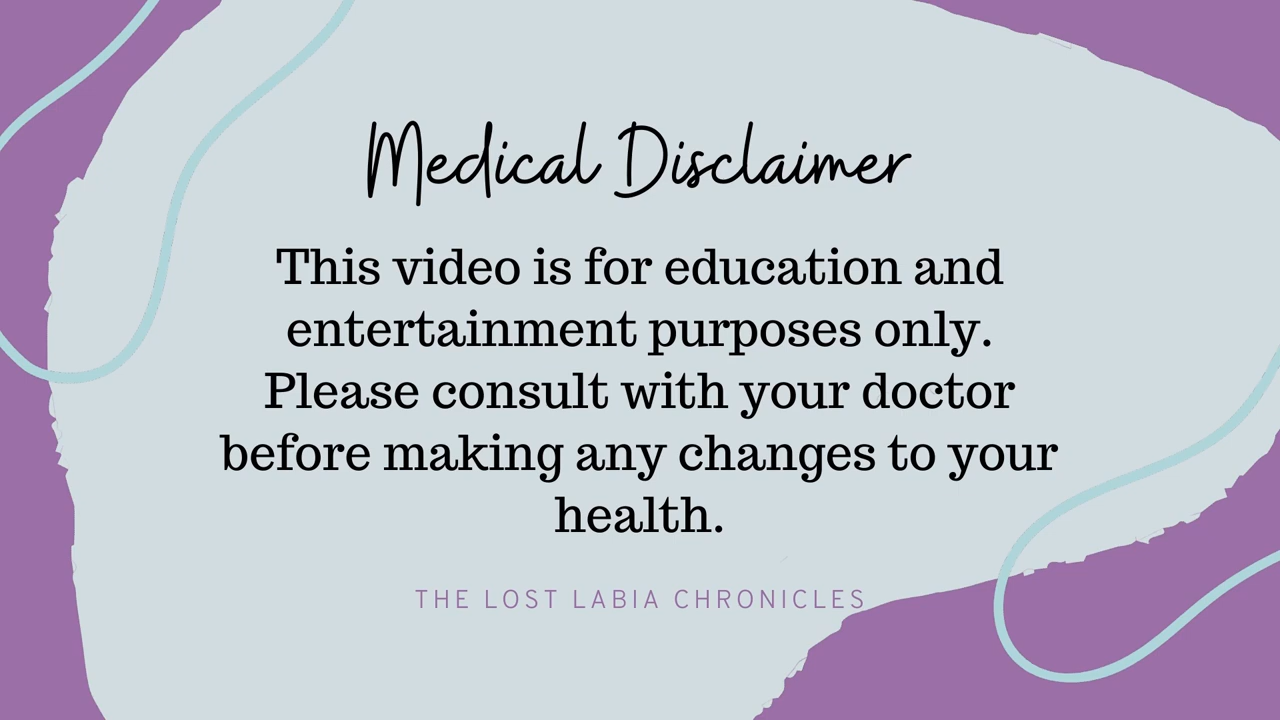 Medical Disclaimer
This video is for education and
entertainment purposes only.
Please consult with your doctor
before making any changes to your
health.
THE LOST LABIA CHRONICLES